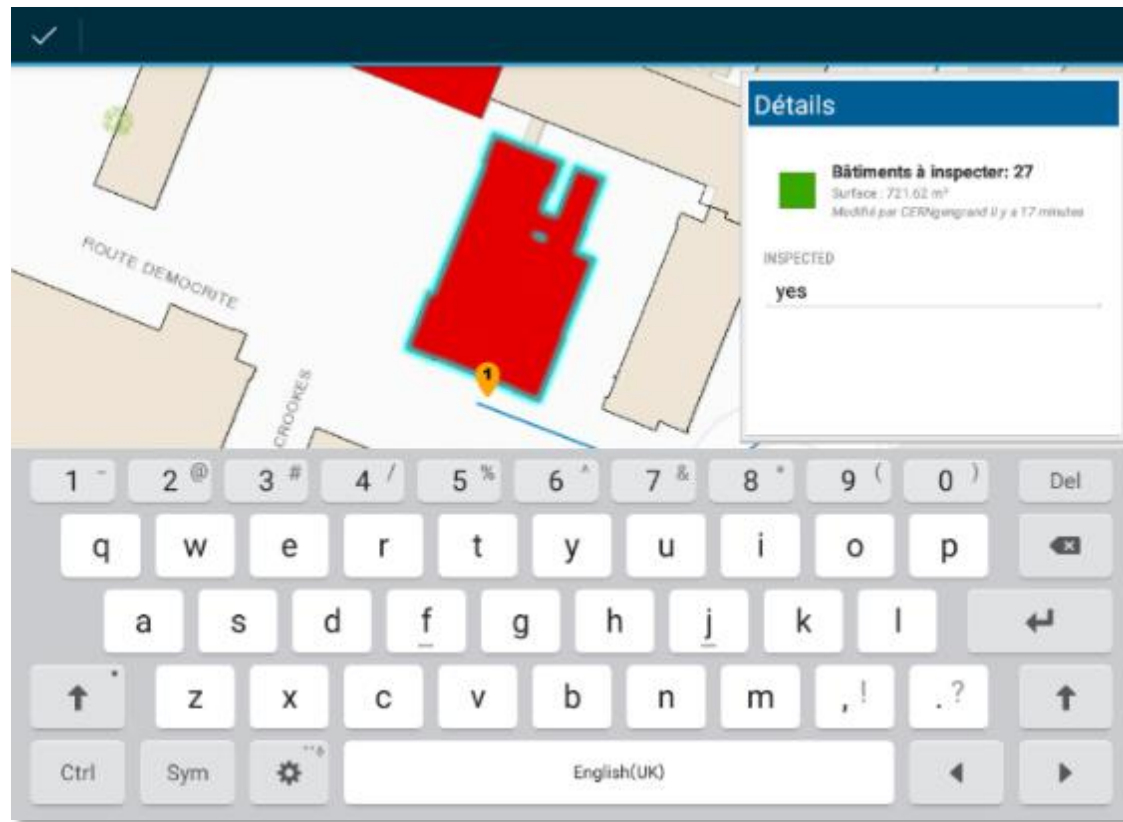 Détails
Bâtiments à inspecter: 27
Surface : 721.62 m²
Modifié par CERNgengrand il y a 17 minutes
INSPECTED
yes
ROUTE DEMOCRITE
CROOKES
1
1 - 2 @ 3 # 4 / 5 % 6 ^ 7 & 8 * 9 ( 0 ) Del
q w e r t y u i o p
a s d f g h j k l
z x c v b n m , ! . ?
Ctrl Sym English(UK)